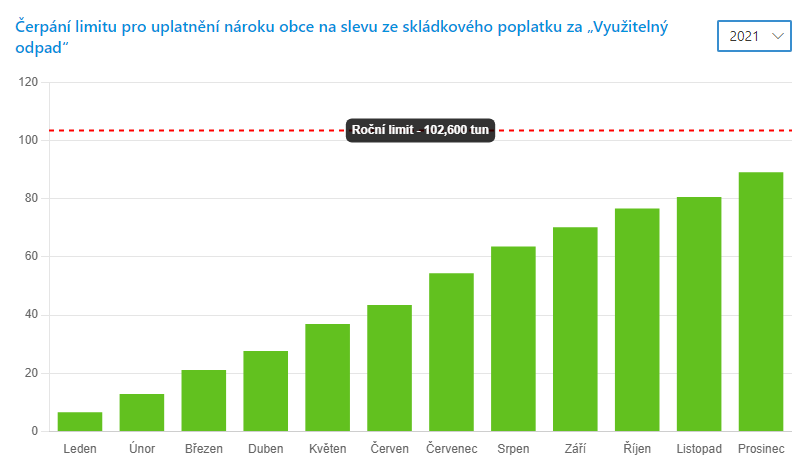 Čerpání limitu pro uplatnění nároku obce na slevu ze skládkového poplatku za „Využitelný
odpad“
2021
120
Roční limit - 102,600 tun
100
80
60
40
20
0
Leden Únor Březen Duben Květen Červen Červenec Srpen Září Říjen Listopad Prosinec